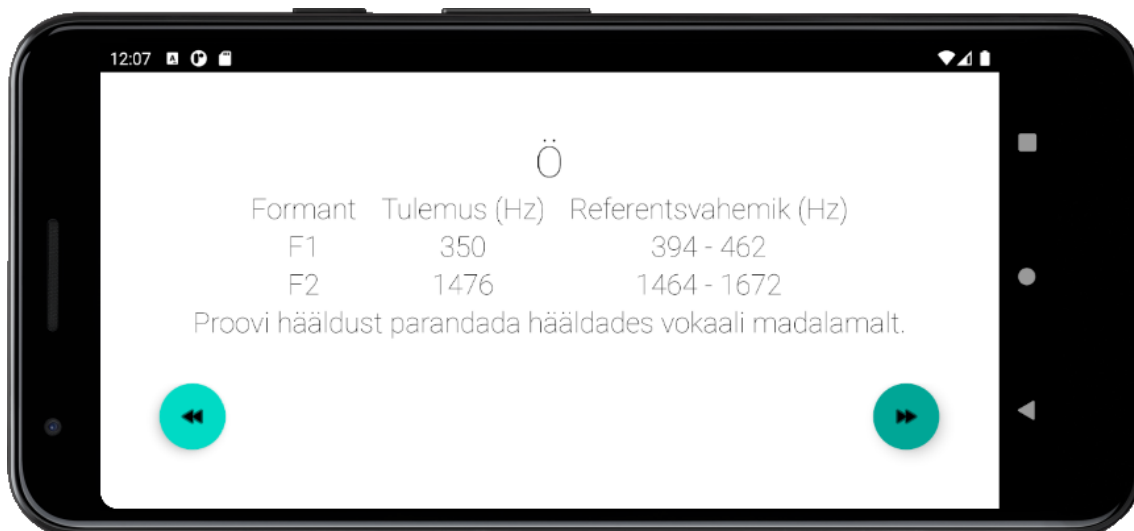 12:07
Ö
Formant Tulemus (Hz) Referentsvahemik (Hz)
F1 350 394 - 462
F2 1476 1464 - 1672
Proovi hääldust parandada hääldades vokaali madalamalt.